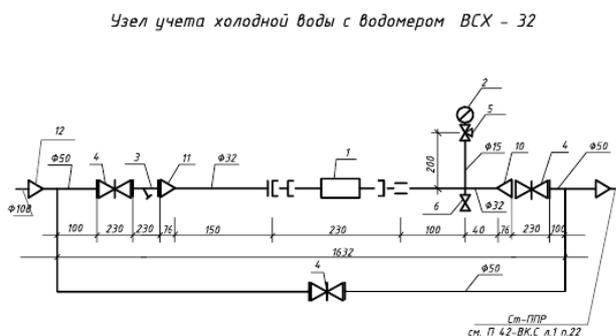 Узел учета холодной воды с водомером ВСХ - 32
2
12
5
Ф50
4
3
11
Ф32
1
200
Ф15
10
4
Ф50
Ф108
6
Ф32
100
230
230
76
150
230
100
40
76
230
100
1632
4
Ф50
Ст-ППР
см. П 42-ВК.С л.1 п.22